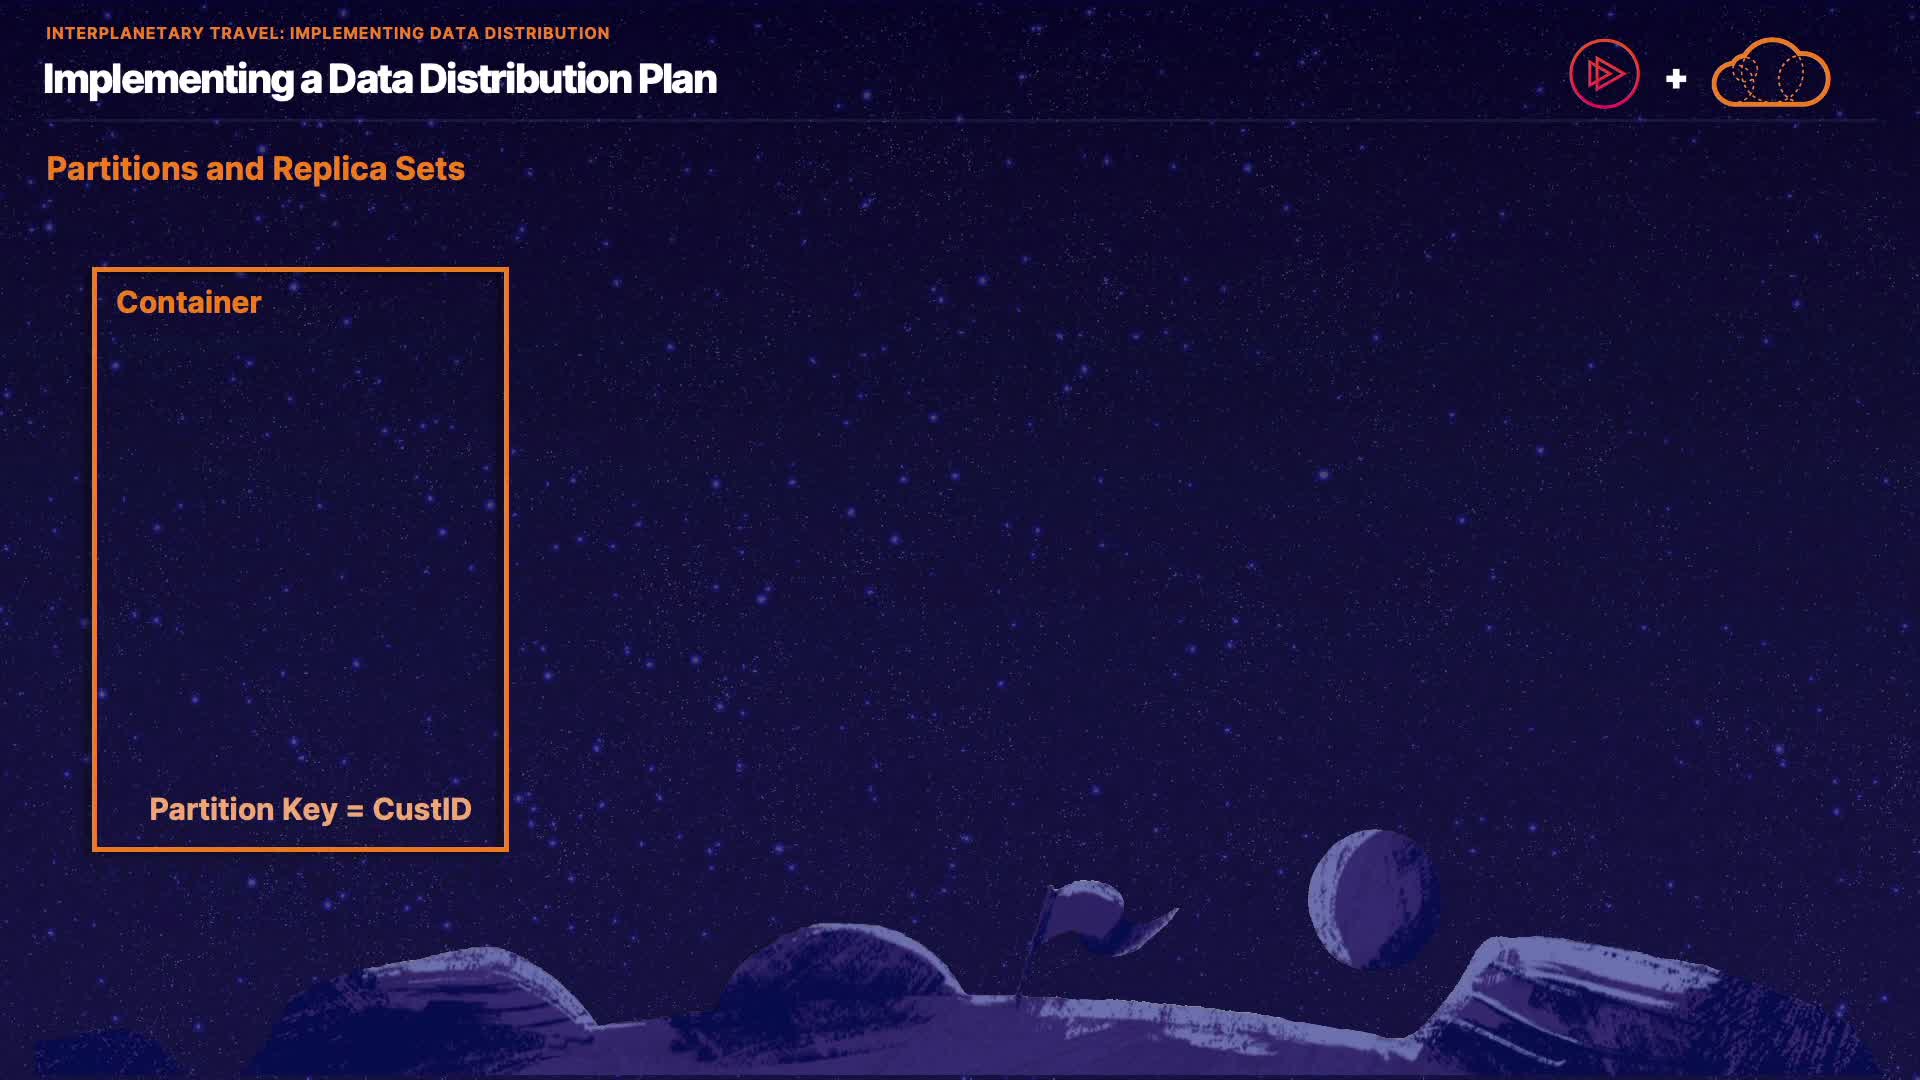 INTERPLANETARY TRAVEL: IMPLEMENTING DATA DISTRIBUTION
Implementing a Data Distribution Plan
Partitions and Replica Sets
Container
Partition Key = CustID